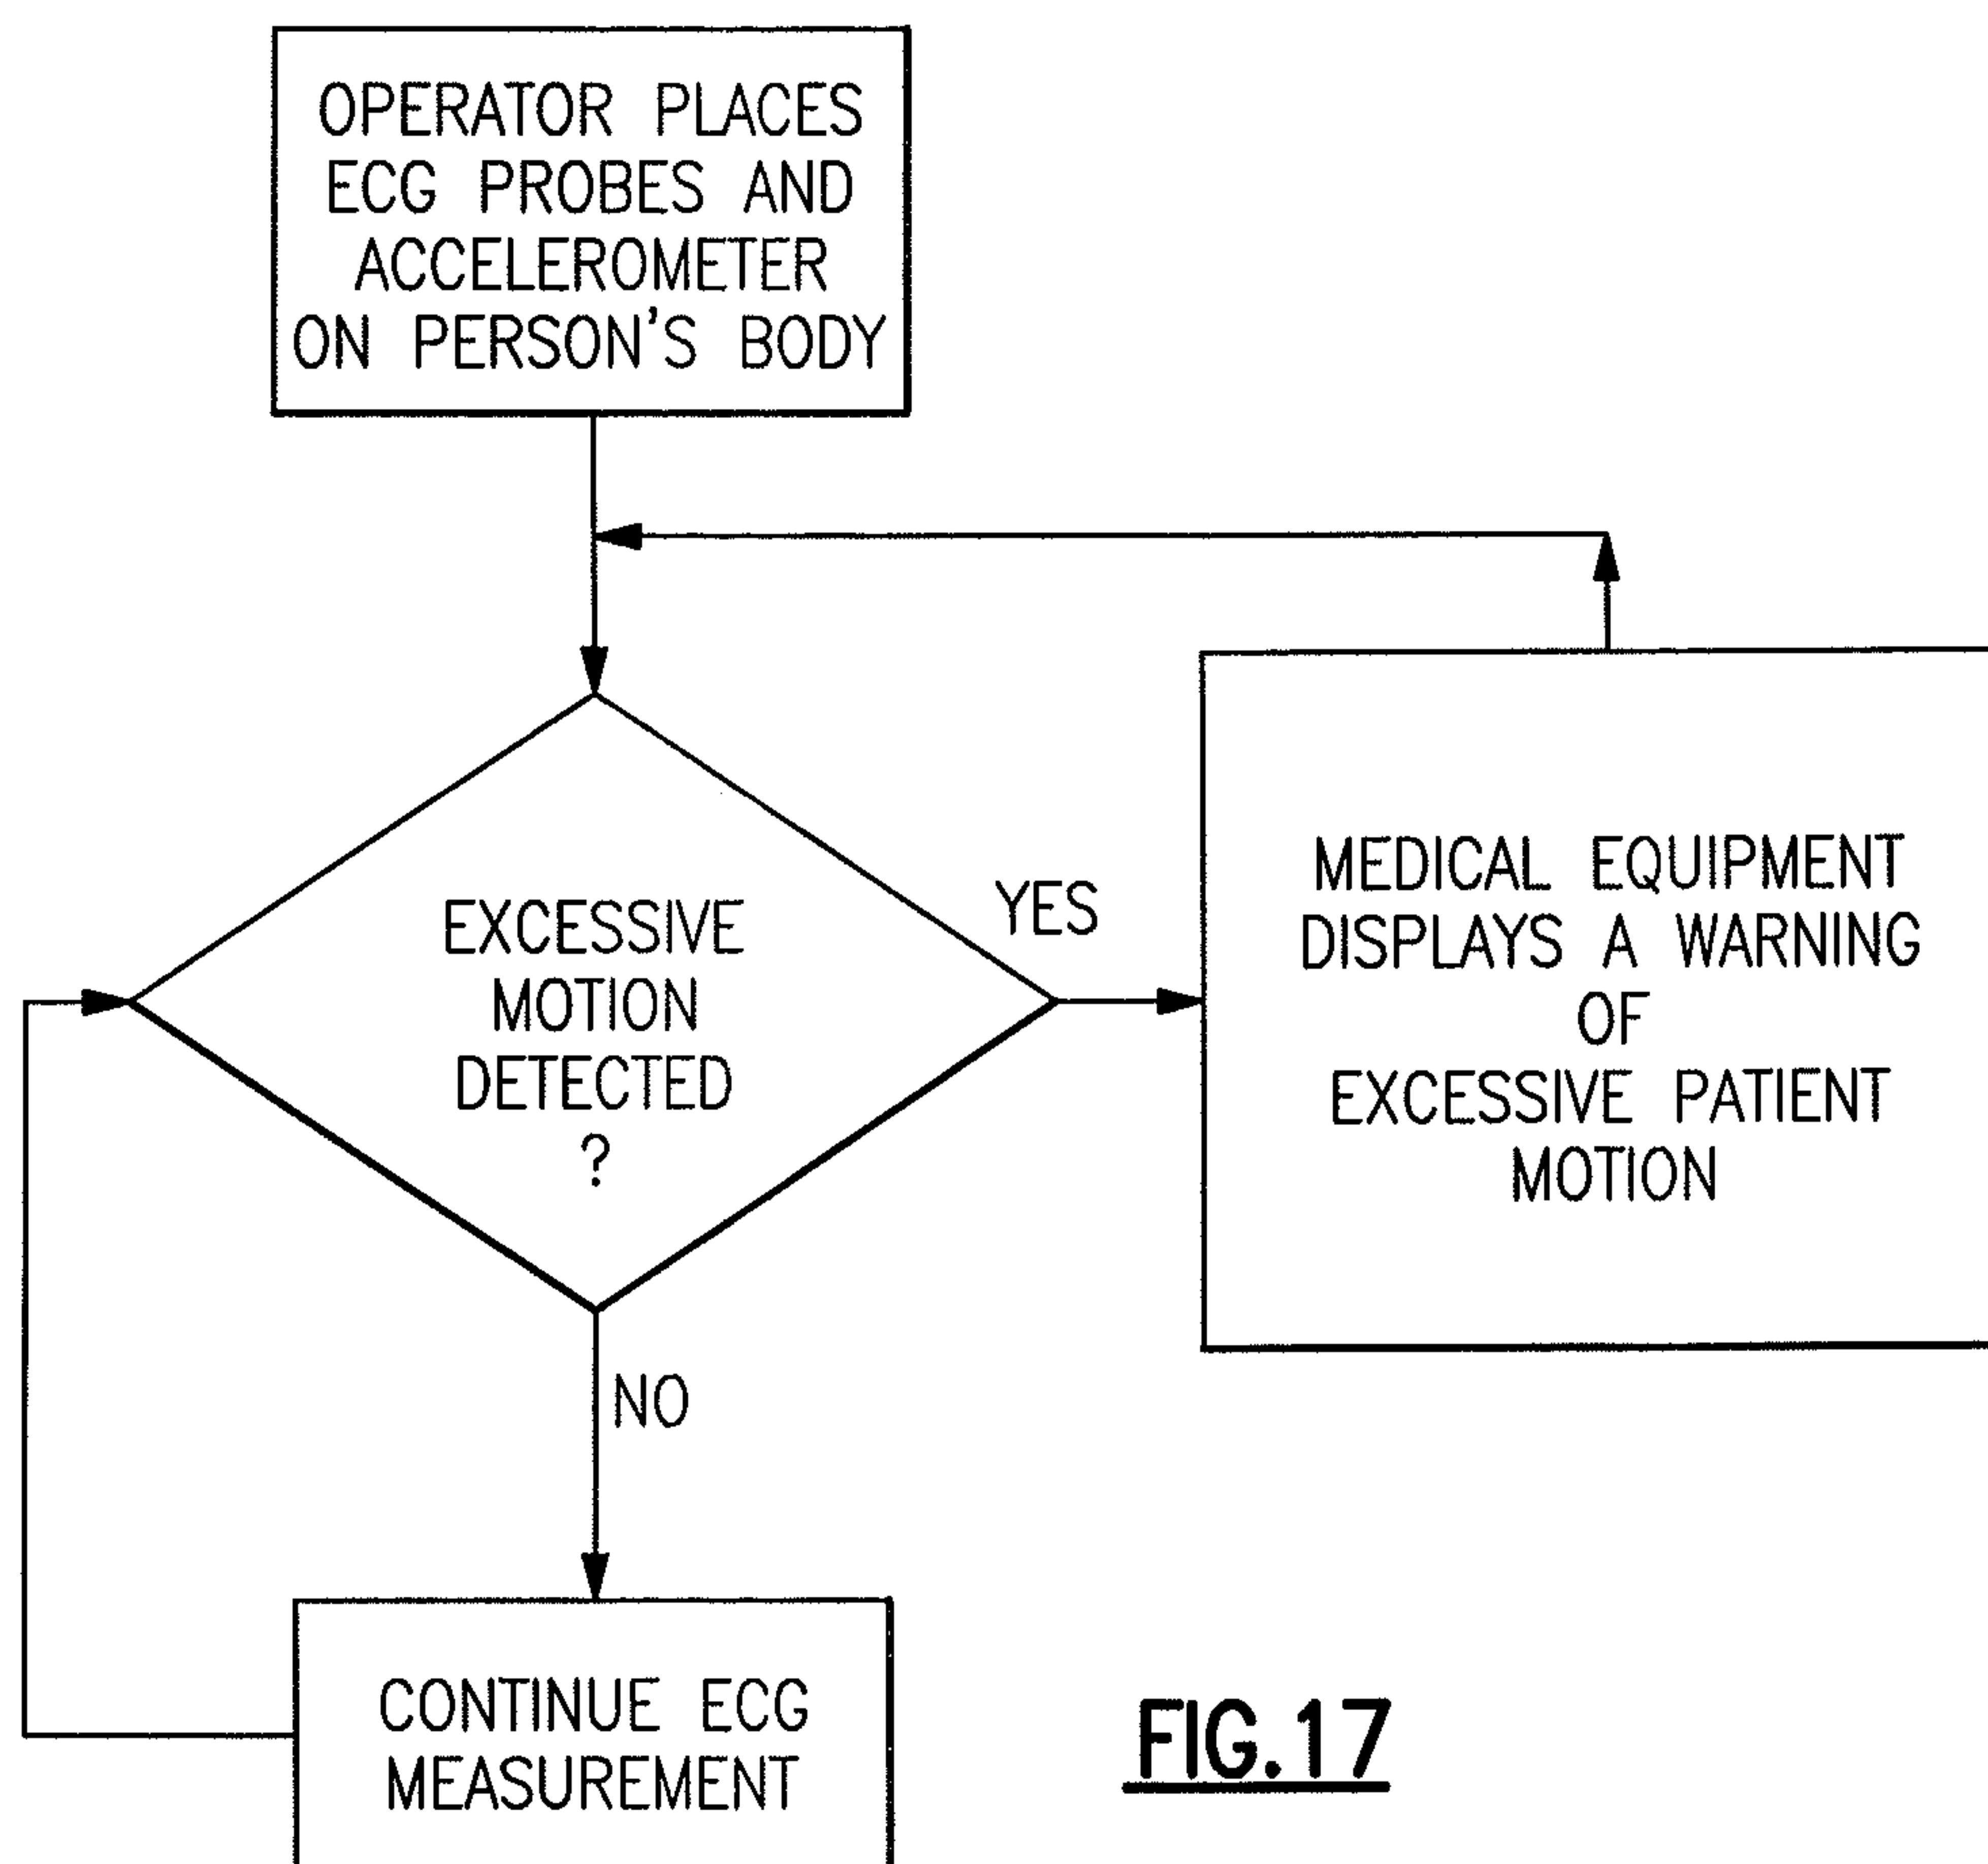 OPERATOR PLACES
ECG PROBES AND
ACCELEROMETER
ON PERSON'S BODY
EXCESSIVE
MOTION
DETECTED
?
YES
MEDICAL EQUIPMENT
DISPLAYS A WARNING
OF
EXCESSIVE PATIENT
MOTION
NO
CONTINUE ECG
MEASUREMENT
FIG.17